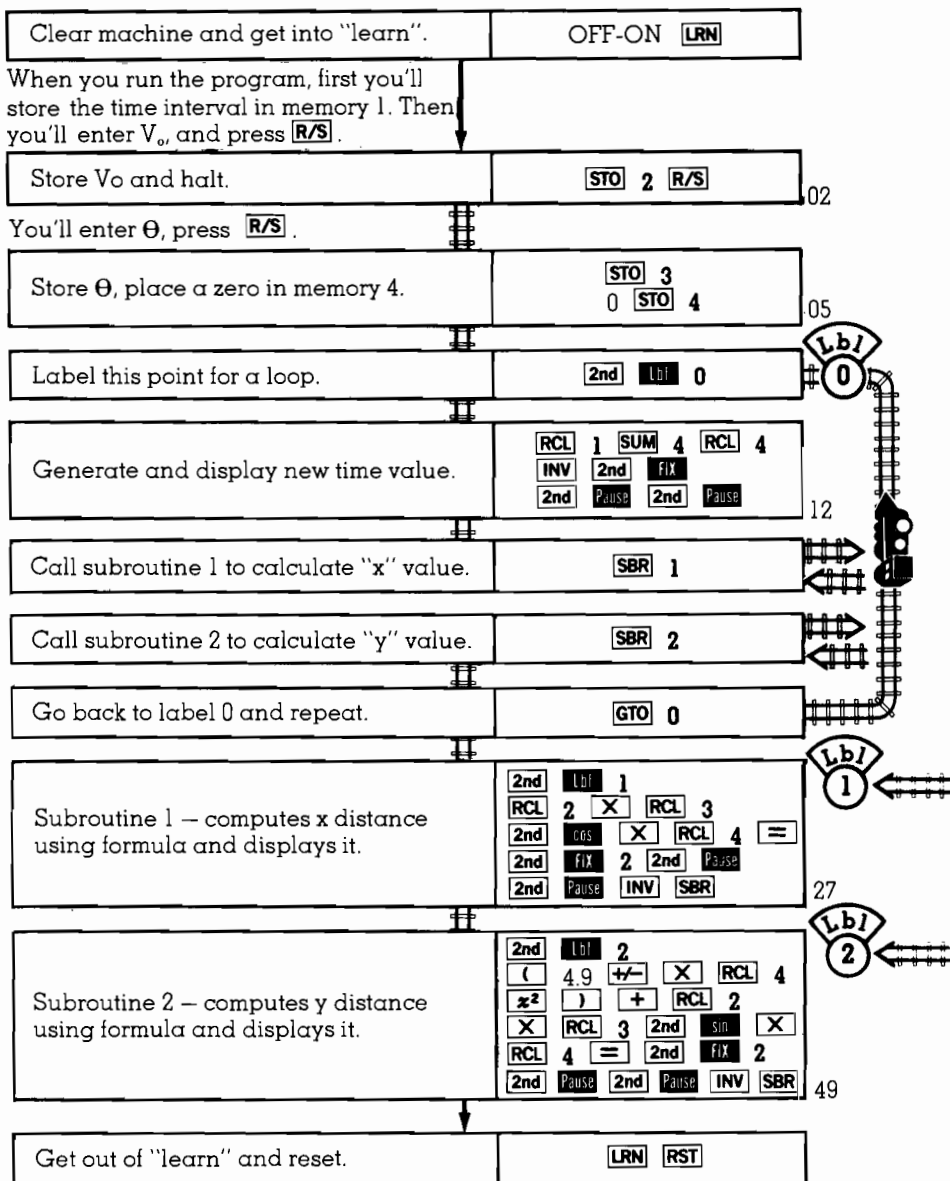 Clear machine and get into "learn". OFF-ON LRN
When you run the program, first you'll
store the time interval in memory 1. Then
you'll enter Vo, and press R/S.
Store Vo and halt. STO 2 R/S
02
You'll enter θ, press R/S.
Store θ, place a zero in memory 4.
STO 3
0 STO 4
05
Lbl
0
Label this point for a loop. 2nd Lbl 0
Generate and display new time value.
RCL 1 SUM 4 RCL 4
INV 2nd FIX
2nd Pause 2nd Pause
12
Call subroutine 1 to calculate "x" value. SBR 1
Call subroutine 2 to calculate "y" value. SBR 2
Go back to label 0 and repeat. GTO 0
Lbl
1
Subroutine 1 – computes x distance
using formula and displays it.
2nd Lbl 1
RCL 2 X RCL 3
2nd cos X RCL 4 =
2nd FIX 2 2nd Pause
2nd Pause INV SBR
27
Lbl
2
Subroutine 2 – computes y distance
using formula and displays it.
2nd Lbl 2
( 4.9 +/− X RCL 4
x² ) + RCL 2
X RCL 3 2nd sin X
RCL 4 = 2nd FIX 2
2nd Pause 2nd Pause INV SBR
49
Get out of "learn" and reset. LRN RST